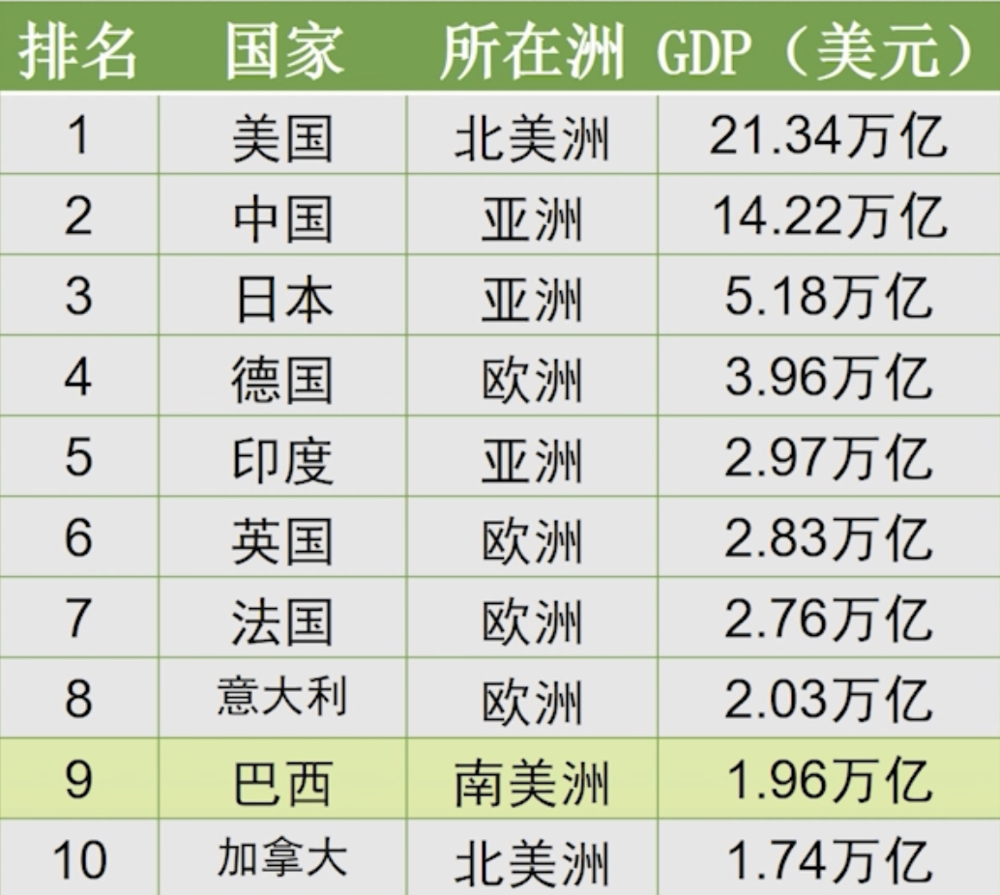 排名 国家 所在洲 GDP（美元）
1 美国 北美洲 21.34万亿
2 中国 亚洲 14.22万亿
3 日本 亚洲 5.18万亿
4 德国 欧洲 3.96万亿
5 印度 亚洲 2.97万亿
6 英国 欧洲 2.83万亿
7 法国 欧洲 2.76万亿
8 意大利 欧洲 2.03万亿
9 巴西 南美洲 1.96万亿
10 加拿大 北美洲 1.74万亿